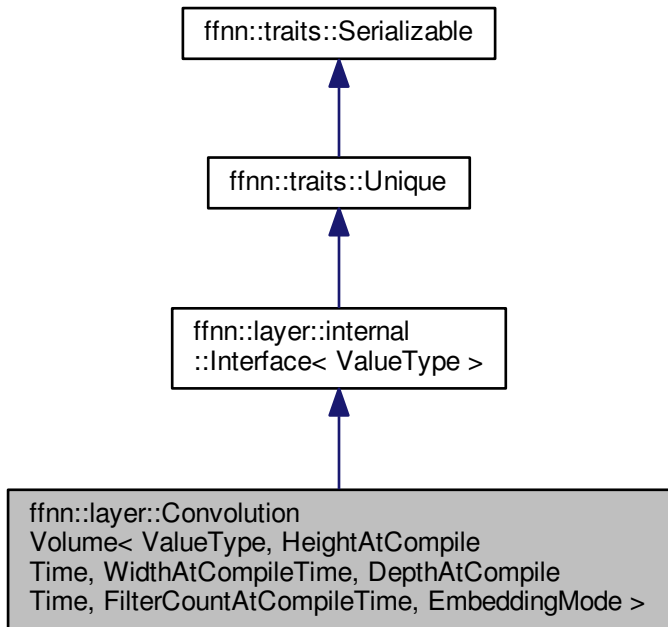 ffnn::traits::Serializable
ffnn::traits::Unique
ffnn::layer::internal
::Interface< ValueType >
ffnn::layer::Convolution
Volume< ValueType, HeightAtCompile
Time, WidthAtCompileTime, DepthAtCompile
Time, FilterCountAtCompileTime, EmbeddingMode >